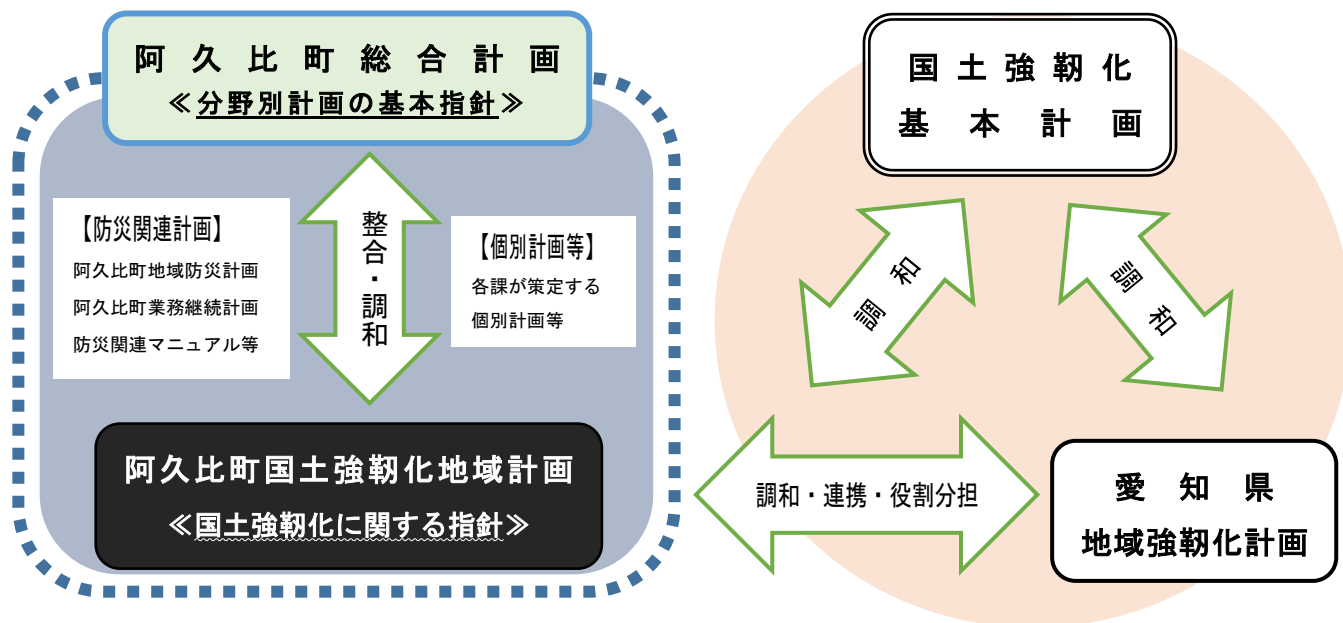 阿久比町総合計画
≪分野別計画の基本指針≫
【防災関連計画】
阿久比町地域防災計画
阿久比町業務継続計画
防災関連マニュアル等
整合・調和
【個別計画等】
各課が策定する
個別計画等
阿久比町国土強靭化地域計画
≪国土強靭化に関する指針≫
国土強靭化
基本計画
調和
調和
調和・連携・役割分担
愛知県
地域強靭化計画